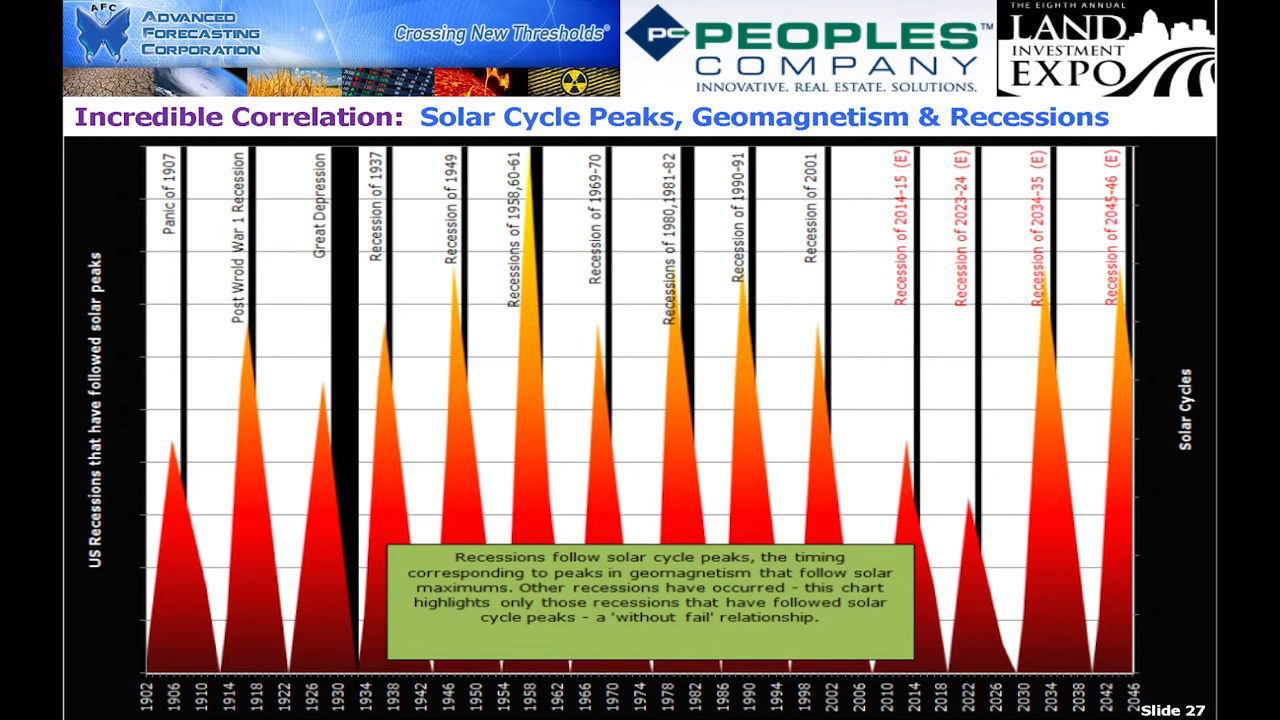 AFC
ADVANCED
FORECASTING
CORPORATION
Crossing New Thresholds®
PC
PEOPLES™
COMPANY
INNOVATIVE. REAL ESTATE. SOLUTIONS.
THE EIGHTH ANNUAL
LAND
INVESTMENT
EXPO
Incredible Correlation: Solar Cycle Peaks, Geomagnetism & Recessions
US Recessions that have followed solar peaks
Panic of 1907
Post Wrold War 1 Recession
Great Depression
Recession of 1937
Recession of 1949
Recessions of 1958,60-61
Recession of 1969-70
Recessions of 1980,1981-82
Recession of 1990-91
Recession of 2001
Recession of 2014-15 (E)
Recession of 2023-24 (E)
Recession of 2034-35 (E)
Recession of 2045-46 (E)
Solar Cycles
Recessions follow solar cycle peaks, the timing
corresponding to peaks in geomagnetism that follow solar
maximums. Other recessions have occurred - this chart
highlights only those recessions that have followed solar
cycle peaks - a 'without fail' relationship.
1902 1906 1910 1914 1918 1922 1926 1930 1934 1938 1942 1946 1950 1954 1958 1962 1966 1970 1974 1978 1982 1986 1990 1994 1998 2002 2006 2010 2014 2018 2022 2026 2030 2034 2038 2042 2046
Slide 27